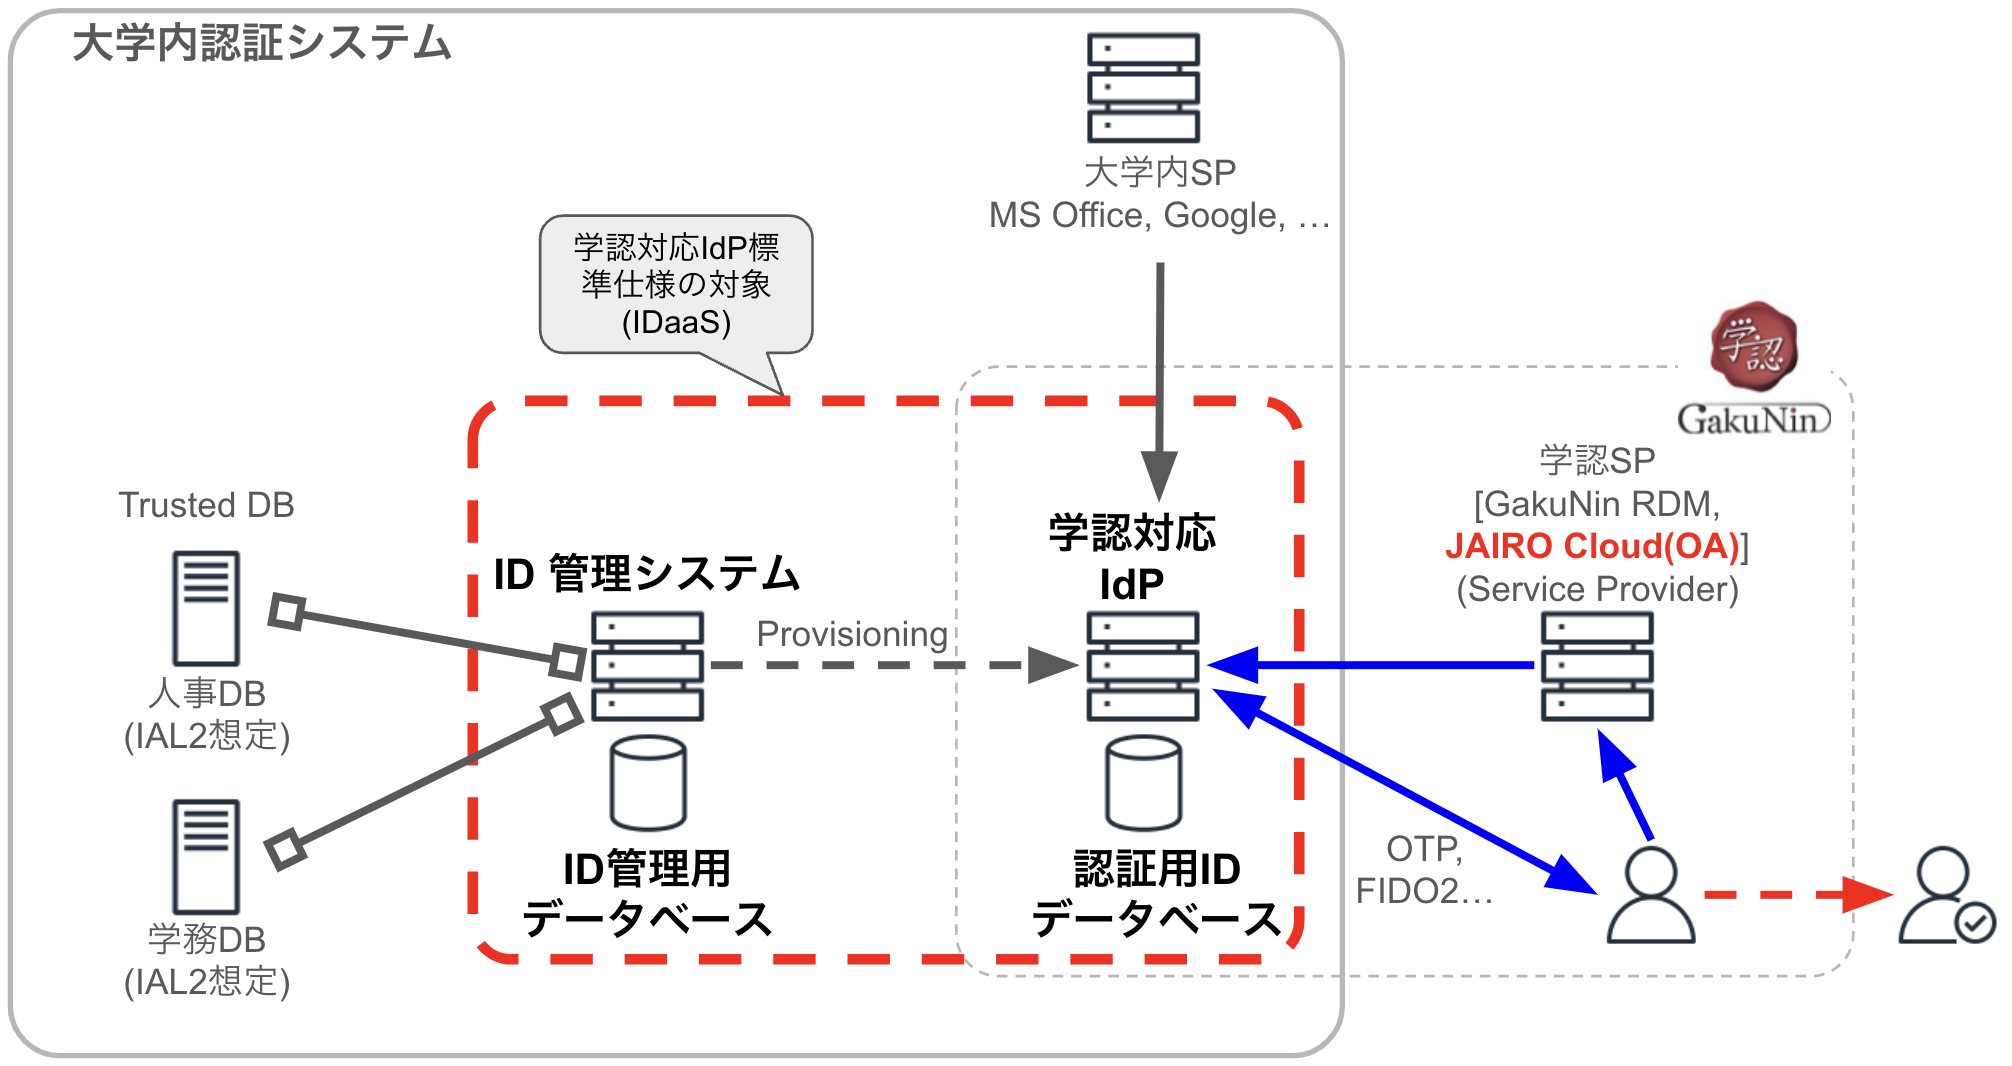 大学内認証システム
大学内SP
MS Office, Google, …
学認対応IdP標
準仕様の対象
(IDaaS)
学認
GakuNin
学認SP
[GakuNin RDM,
JAIRO Cloud(OA)]
(Service Provider)
Trusted DB
人事DB
(IAL2想定)
学務DB
(IAL2想定)
ID 管理システム
Provisioning
学認対応
IdP
ID管理用
データベース
認証用ID
データベース
OTP,
FIDO2…